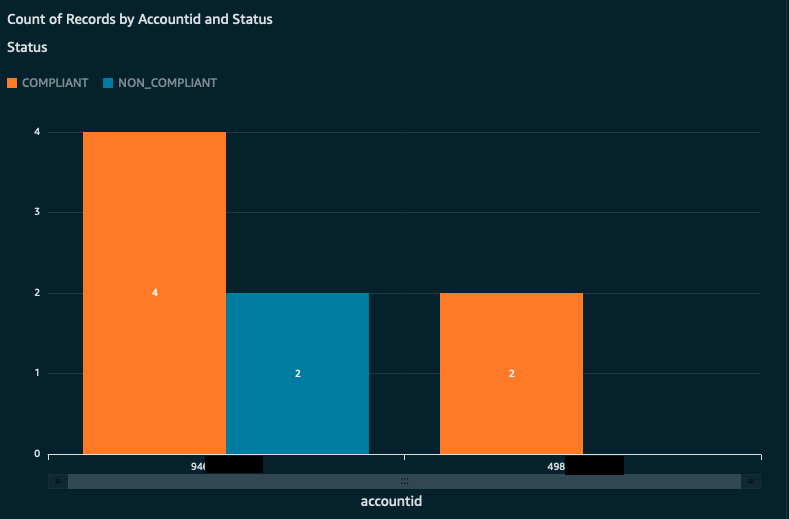 Count of Records by Accountid and Status
Status
COMPLIANT NON_COMPLIANT
4
3
2
1
0
4
2
2
946 498
accountid